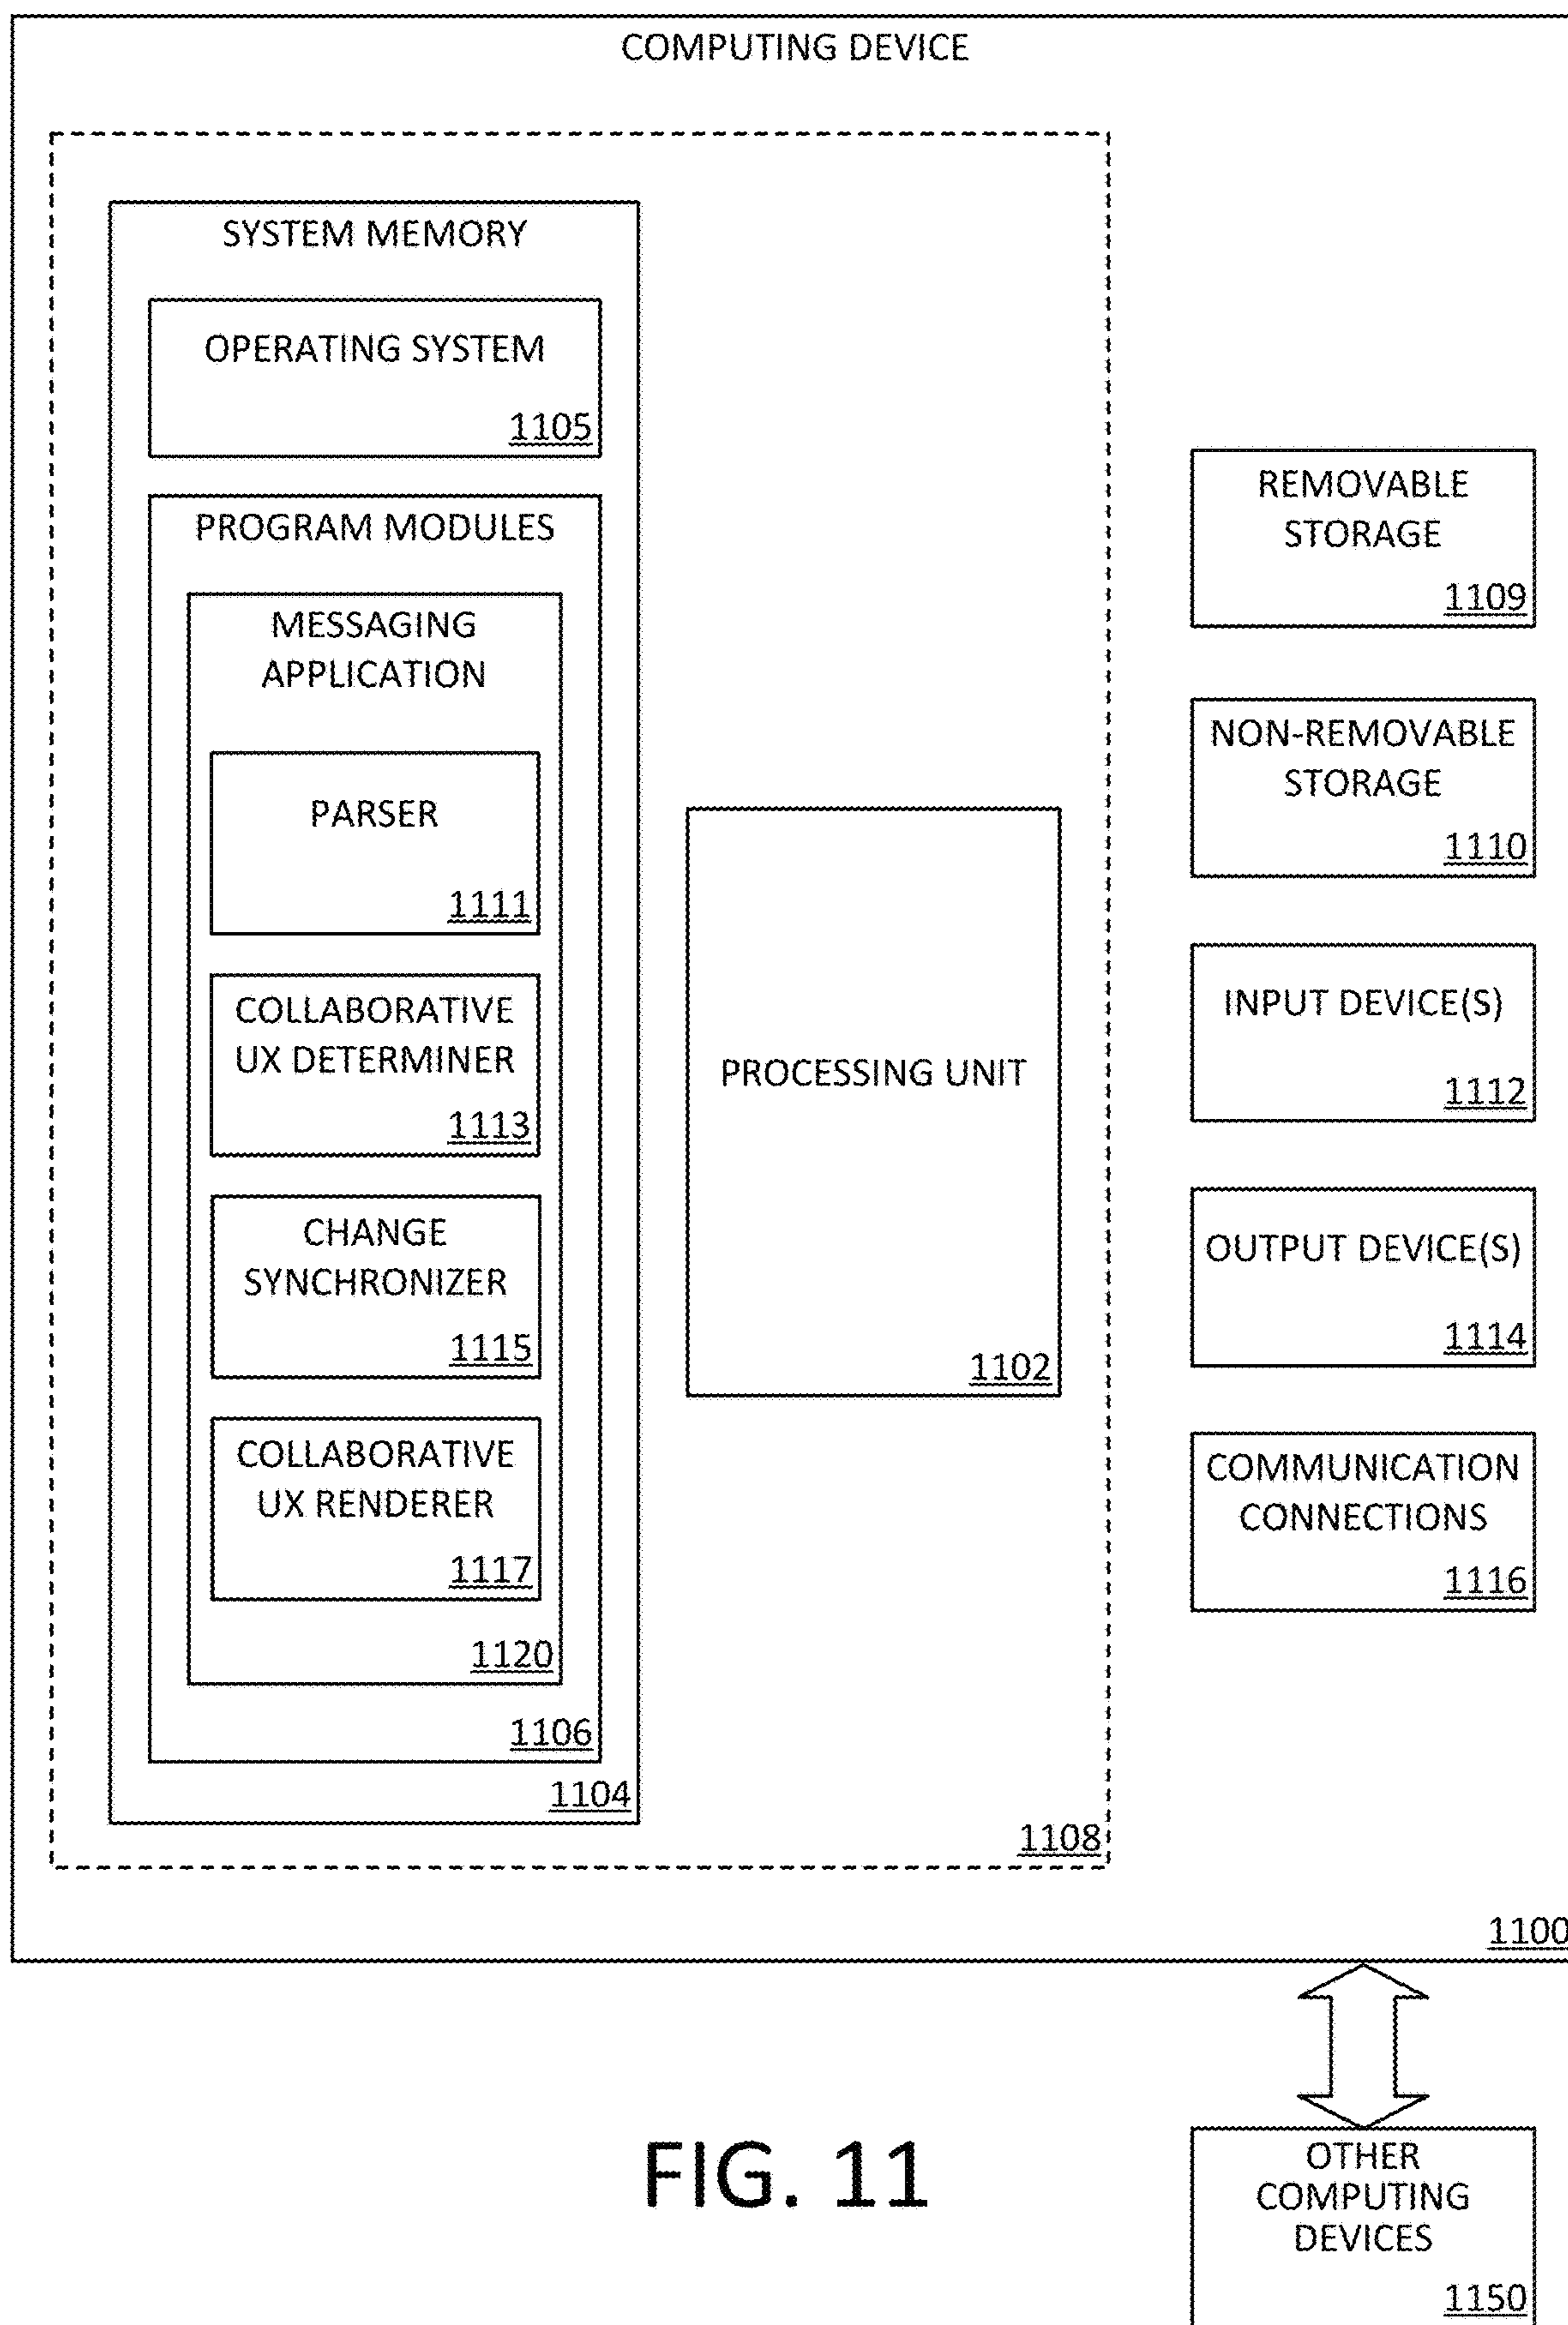 COMPUTING DEVICE
SYSTEM MEMORY
OPERATING SYSTEM
1105
PROGRAM MODULES
MESSAGING
APPLICATION
PARSER
1111
COLLABORATIVE
UX DETERMINER
1113
CHANGE
SYNCHRONIZER
1115
COLLABORATIVE
UX RENDERER
1117
1120
1106
1104
PROCESSING UNIT
1102
1108
REMOVABLE
STORAGE
1109
NON-REMOVABLE
STORAGE
1110
INPUT DEVICE(S)
1112
OUTPUT DEVICE(S)
1114
COMMUNICATION
CONNECTIONS
1116
1100
OTHER
COMPUTING
DEVICES
1150
FIG. 11